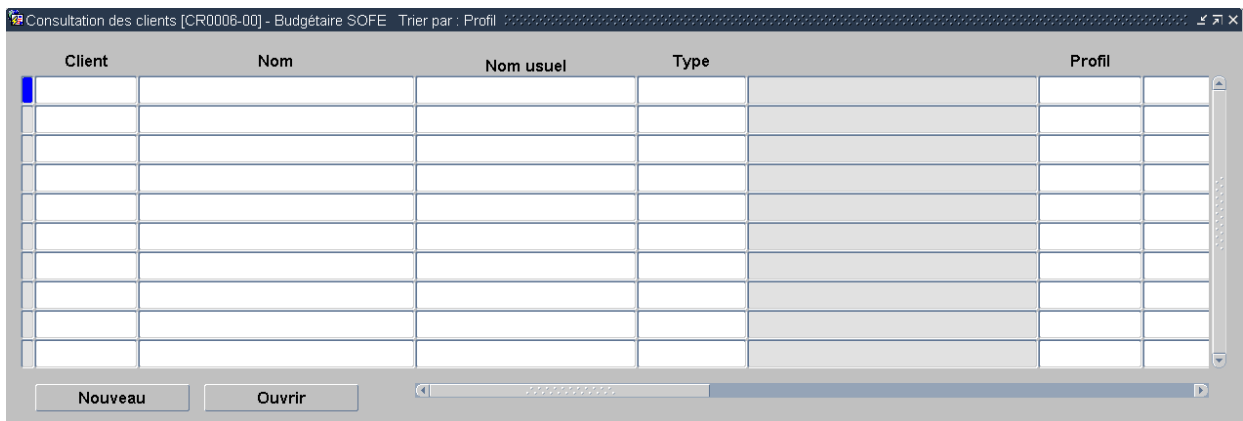 Consultation des clients [CR0006-00] - Budgétaire SOFE Trier par : Profil
Client Nom Nom usuel Type Profil
Nouveau Ouvrir